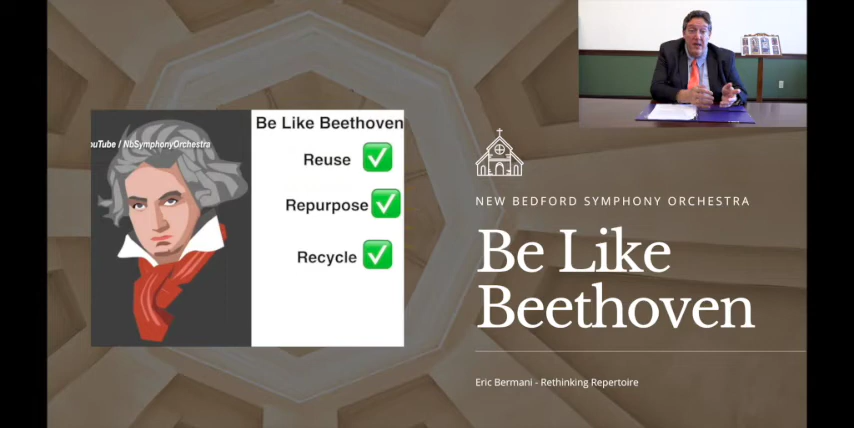 Be Like Beethoven
ouTube / NbSymphonyOrchestra
Reuse
Repurpose
Recycle
NEW BEDFORD SYMPHONY ORCHESTRA
Be Like
Beethoven
Eric Bermani - Rethinking Repertoire